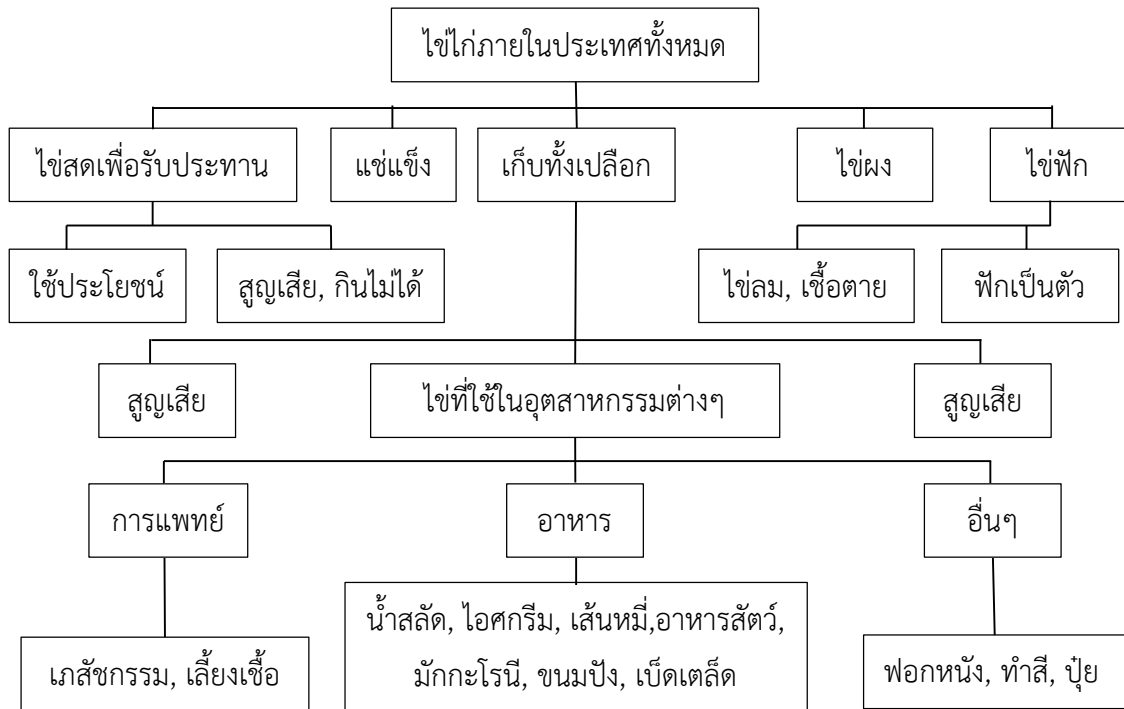 ไข่ไก่ภายในประเทศทั้งหมด
ไข่สดเพื่อรับประทาน
แช่แข็ง
เก็บทั้งเปลือก
ไข่ผง
ไข่ฟัก
ใช้ประโยชน์
สูญเสีย, กินไม่ได้
ไข่ลม, เชื้อตาย
ฟักเป็นตัว
สูญเสีย
ไข่ที่ใช้ในอุตสาหกรรมต่างๆ
สูญเสีย
การแพทย์
อาหาร
อื่นๆ
เภสัชกรรม, เลี้ยงเชื้อ
น้ำสลัด, ไอศกรีม, เส้นหมี่,อาหารสัตว์,
มักกะโรนี, ขนมปัง, เบ็ดเตล็ด
ฟอกหนัง, ทำสี, ปุ๋ย